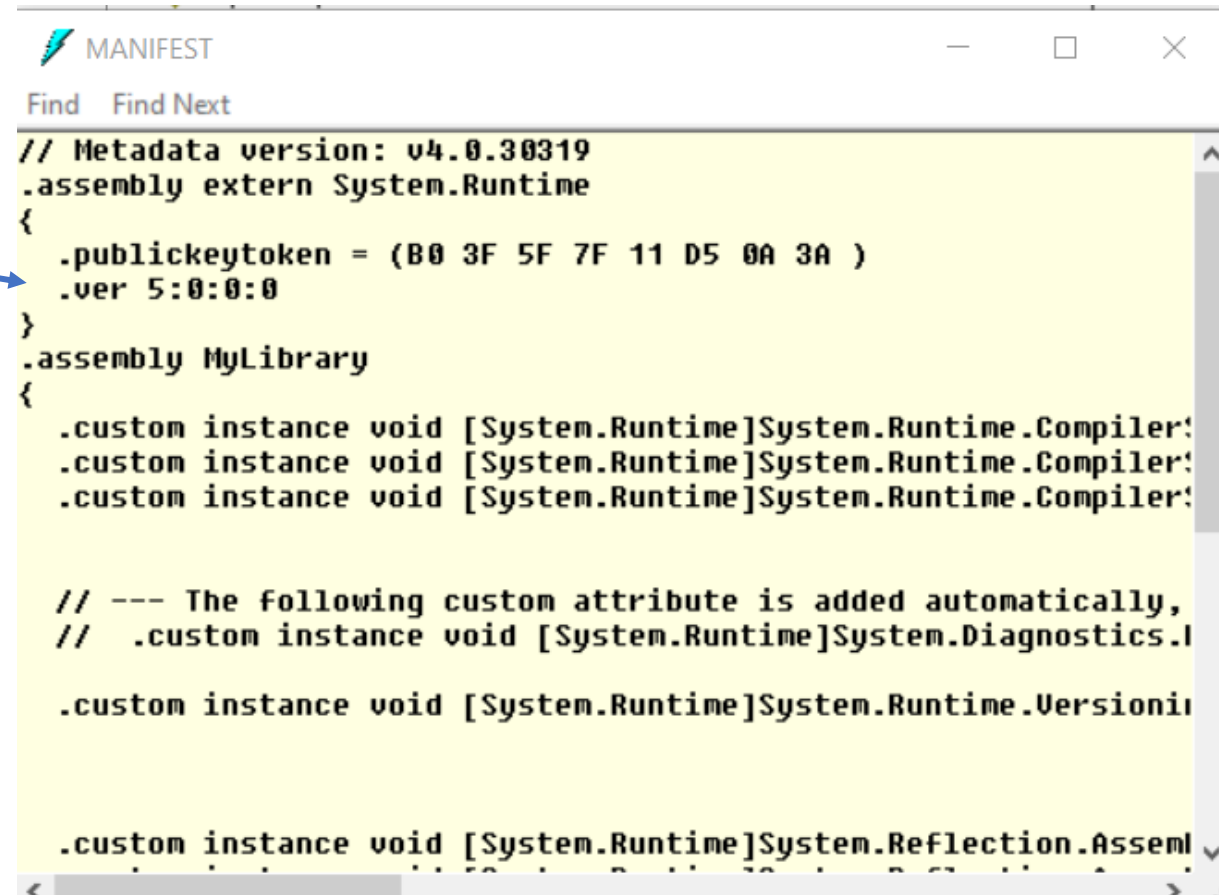 MANIFEST
Find Find Next
// Metadata version: v4.0.30319
.assembly extern System.Runtime
{
.publickeytoken = (B0 3F 5F 7F 11 D5 0A 3A )
.ver 5:0:0:0
}
.assembly MyLibrary
{
.custom instance void [System.Runtime]System.Runtime.Compiler
.custom instance void [System.Runtime]System.Runtime.Compiler
.custom instance void [System.Runtime]System.Runtime.Compiler
// --- The following custom attribute is added automatically,
// .custom instance void [System.Runtime]System.Diagnostics.
.custom instance void [System.Runtime]System.Runtime.Versioni
.custom instance void [System.Runtime]System.Reflection.Assem